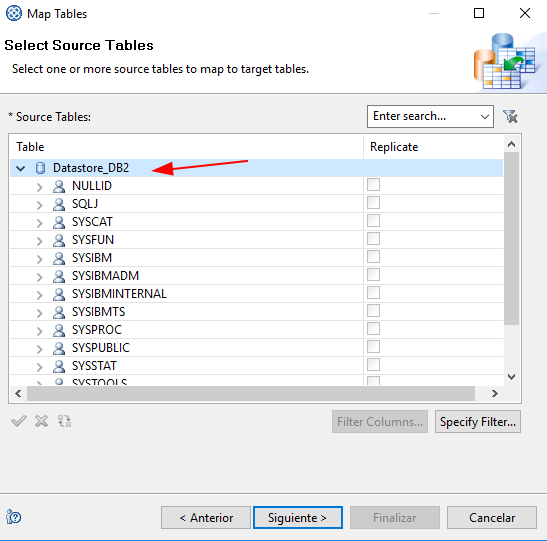 Map Tables
Select Source Tables
Select one or more source tables to map to target tables.
* Source Tables:
Enter search...
Table Replicate
Datastore_DB2
NULLID
SQLJ
SYSCAT
SYSFUN
SYSIBM
SYSIBMADM
SYSIBMINTERNAL
SYSIBMTS
SYSPROC
SYSPUBLIC
SYSSTAT
SYSTOOLS
Filter Columns... Specify Filter...
< Anterior Siguiente > Finalizar Cancelar